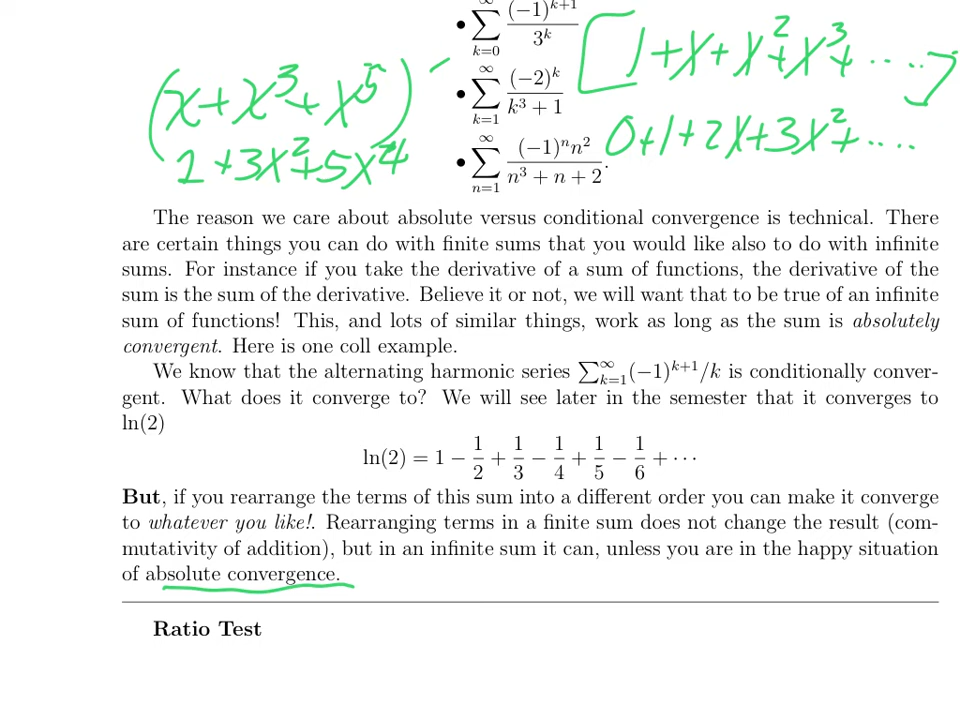 • ∑_{k=0}^{∞} (−1)^{k+1} / 3^k
[1 + x + x² + x³ + ....]
(x + x³ + x⁵)′
• ∑_{k=1}^{∞} (−2)^k / (k³ + 1)
0 + 1 + 2x + 3x² + ....
1 + 3x² + 5x⁴
• ∑_{n=1}^{∞} (−1)^n n² / (n³ + n + 2).
The reason we care about absolute versus conditional convergence is technical. There
are certain things you can do with finite sums that you would like also to do with infinite
sums. For instance if you take the derivative of a sum of functions, the derivative of the
sum is the sum of the derivative. Believe it or not, we will want that to be true of an infinite
sum of functions! This, and lots of similar things, work as long as the sum is absolutely
convergent. Here is one coll example.
We know that the alternating harmonic series ∑_{k=1}^{∞}(−1)^{k+1}/k is conditionally conver-
gent. What does it converge to? We will see later in the semester that it converges to
ln(2)
ln(2) = 1 − 1/2 + 1/3 − 1/4 + 1/5 − 1/6 + ⋯
But, if you rearrange the terms of this sum into a different order you can make it converge
to whatever you like!. Rearranging terms in a finite sum does not change the result (com-
mutativity of addition), but in an infinite sum it can, unless you are in the happy situation
of absolute convergence.
Ratio Test